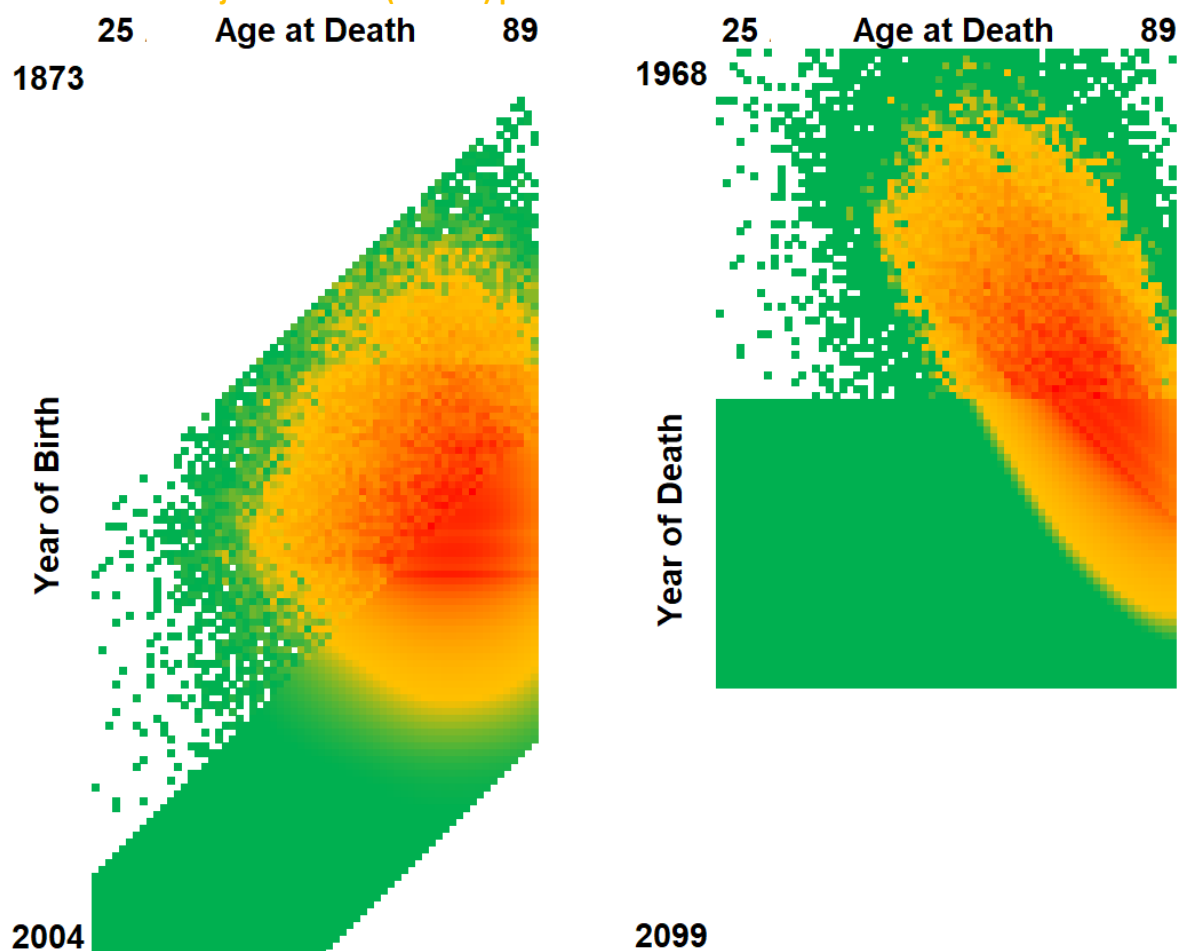 25 Age at Death 89
1873
Year of Birth
2004
25 Age at Death 89
1968
Year of Death
2099